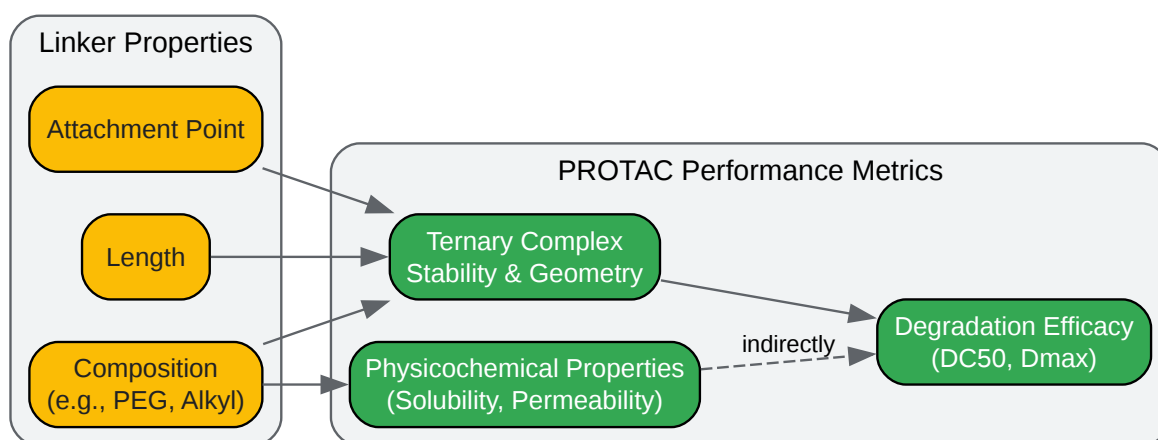 Linker Properties
Attachment Point
Length
Composition
(e.g., PEG, Alkyl)
PROTAC Performance Metrics
Ternary Complex
Stability & Geometry
Physicochemical Properties
(Solubility, Permeability)
indirectly
Degradation Efficacy
(DC50, Dmax)